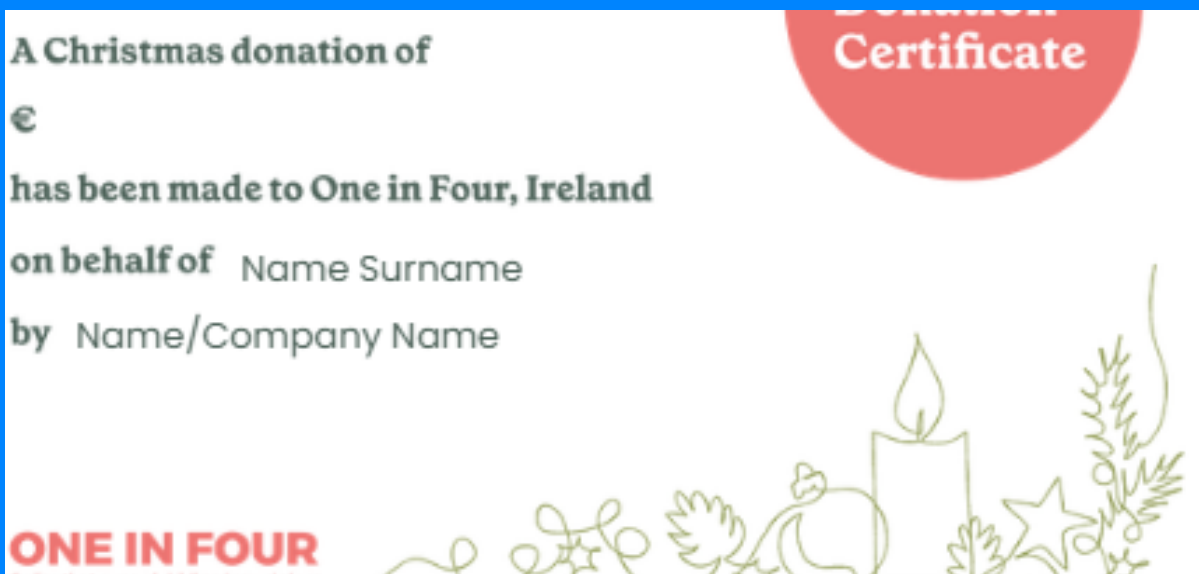 A Christmas donation of
€
has been made to One in Four, Ireland
on behalf of Name Surname
by Name/Company Name
Donation
Certificate
ONE IN FOUR